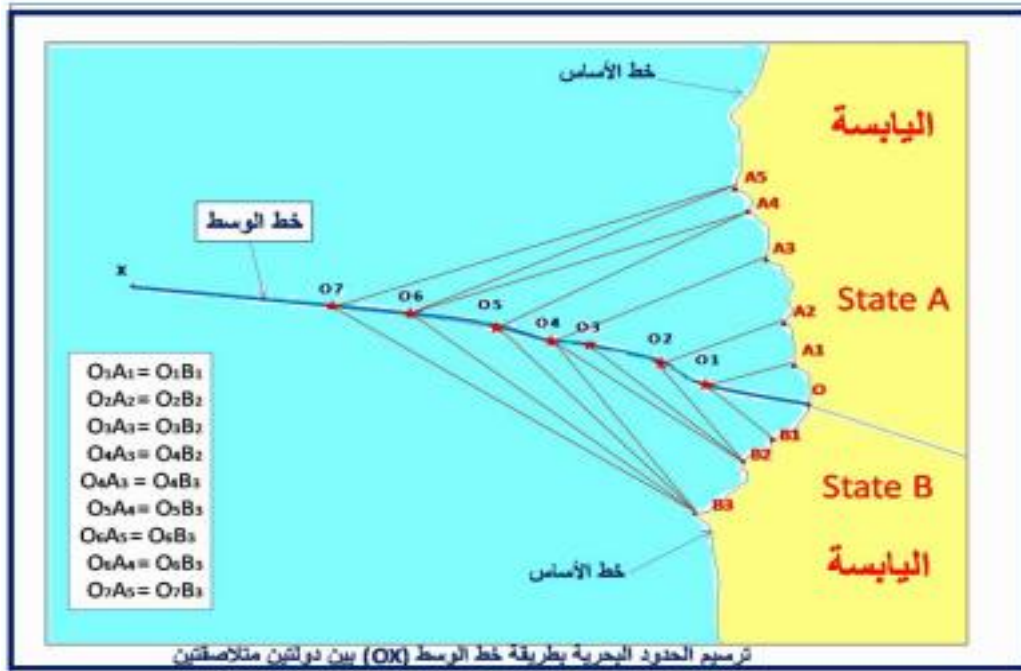 خط الأساس
اليابسة
A5
A4
خط الوسط
A3
X
O7
O6
O5
State A
A2
O4
O3
O2
A1
O1
O
O₁A₁ = O₁B₁
O₂A₂ = O₂B₂
O₃A₃ = O₃B₂
O₄A₃ = O₄B₂
O₄A₃ = O₄B₃
O₅A₄ = O₅B₃
O₆A₅ = O₆B₃
O₆A₄ = O₆B₃
O₇A₅ = O₇B₃
B1
B2
State B
B3
خط الأساس
اليابسة
ترسيم الحدود البحرية بطريقة خط الوسط (OX) بين دولتين متلاصقتين